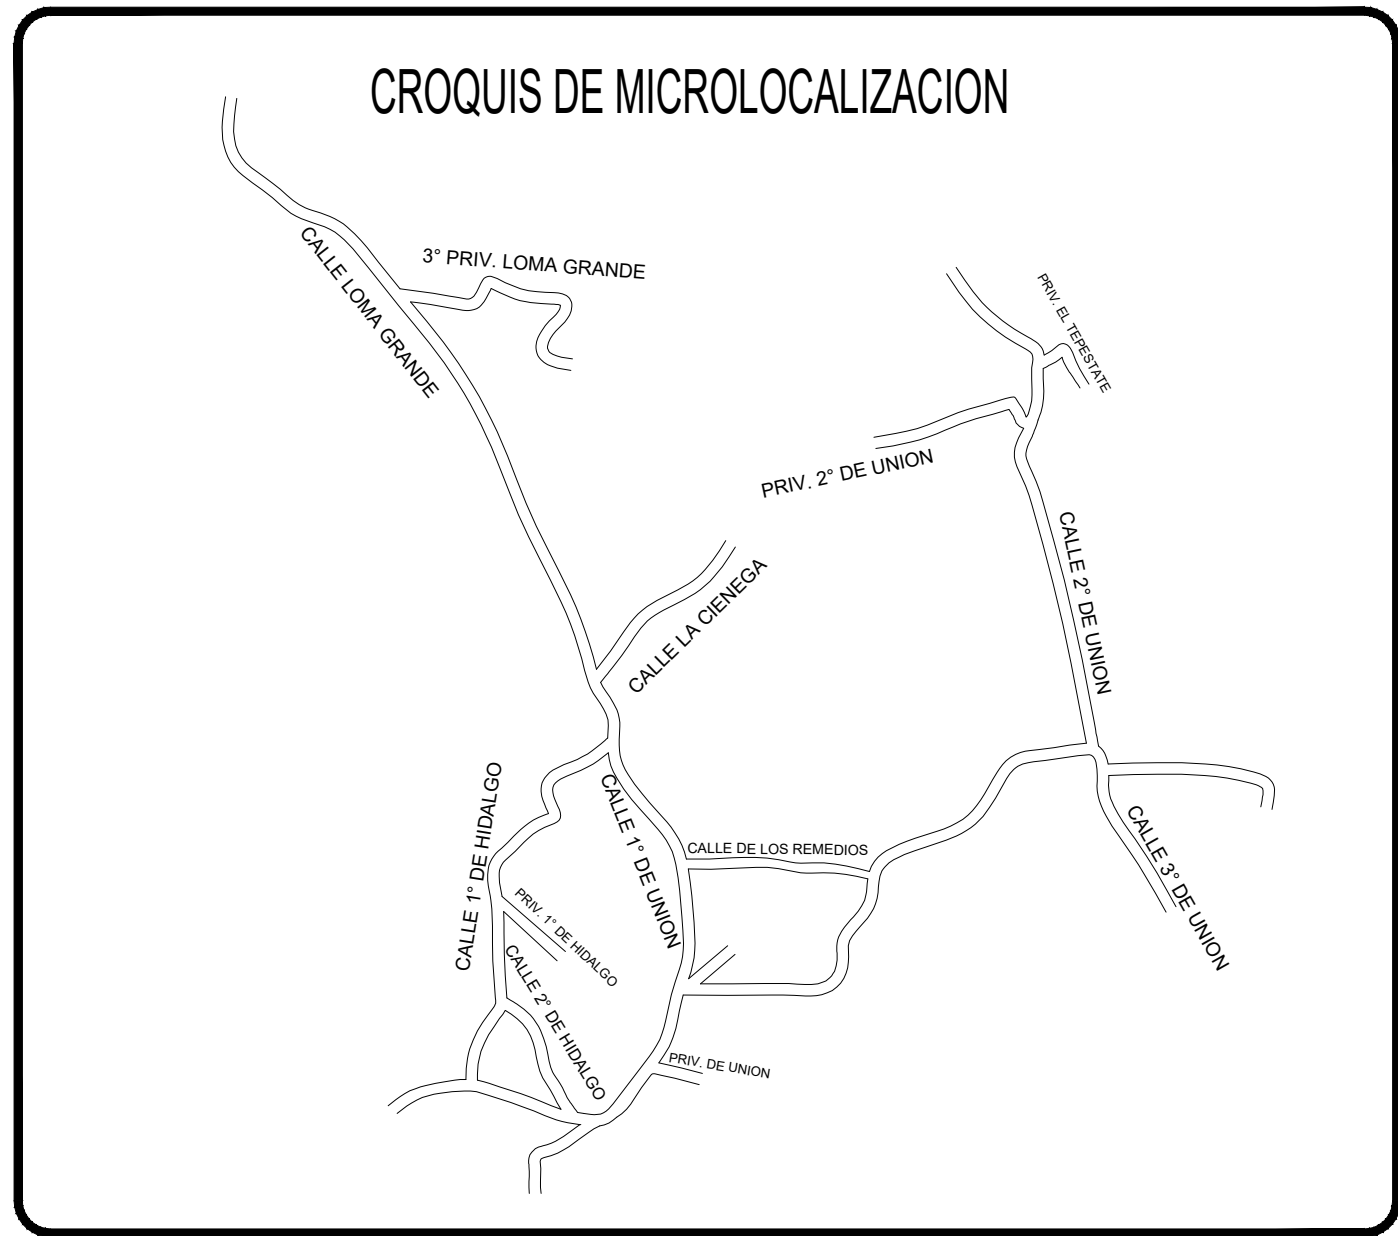 CROQUIS DE MICROLOCALIZACION
CALLE LOMA GRANDE
3° PRIV. LOMA GRANDE
PRIV. EL TEPESTATE
PRIV. 2° DE UNION
CALLE 2° DE UNION
CALLE LA CIENEGA
CALLE 1° DE HIDALGO
CALLE 1° DE UNION
CALLE DE LOS REMEDIOS
CALLE 3° DE UNION
PRIV. 1° DE HIDALGO
CALLE 2° DE HIDALGO
PRIV. DE UNION